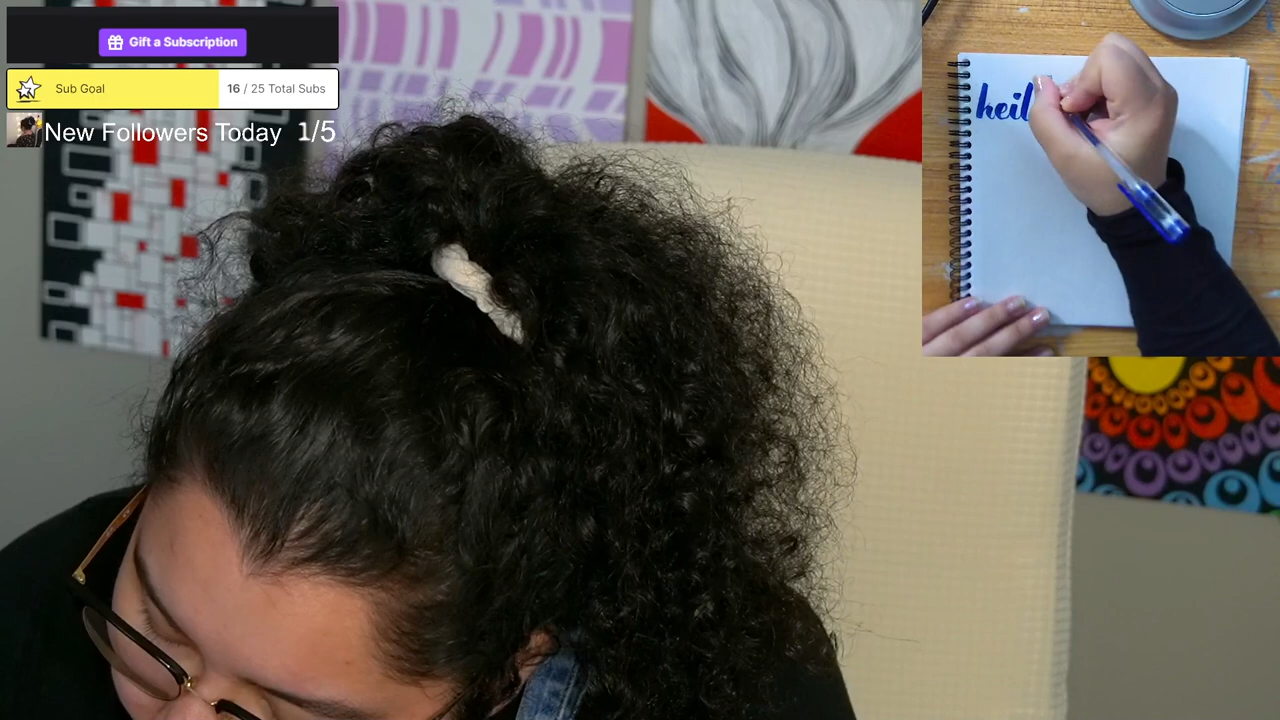 Gift a Subscription
Sub Goal 16 / 25 Total Subs
New Followers Today 1/5
heil